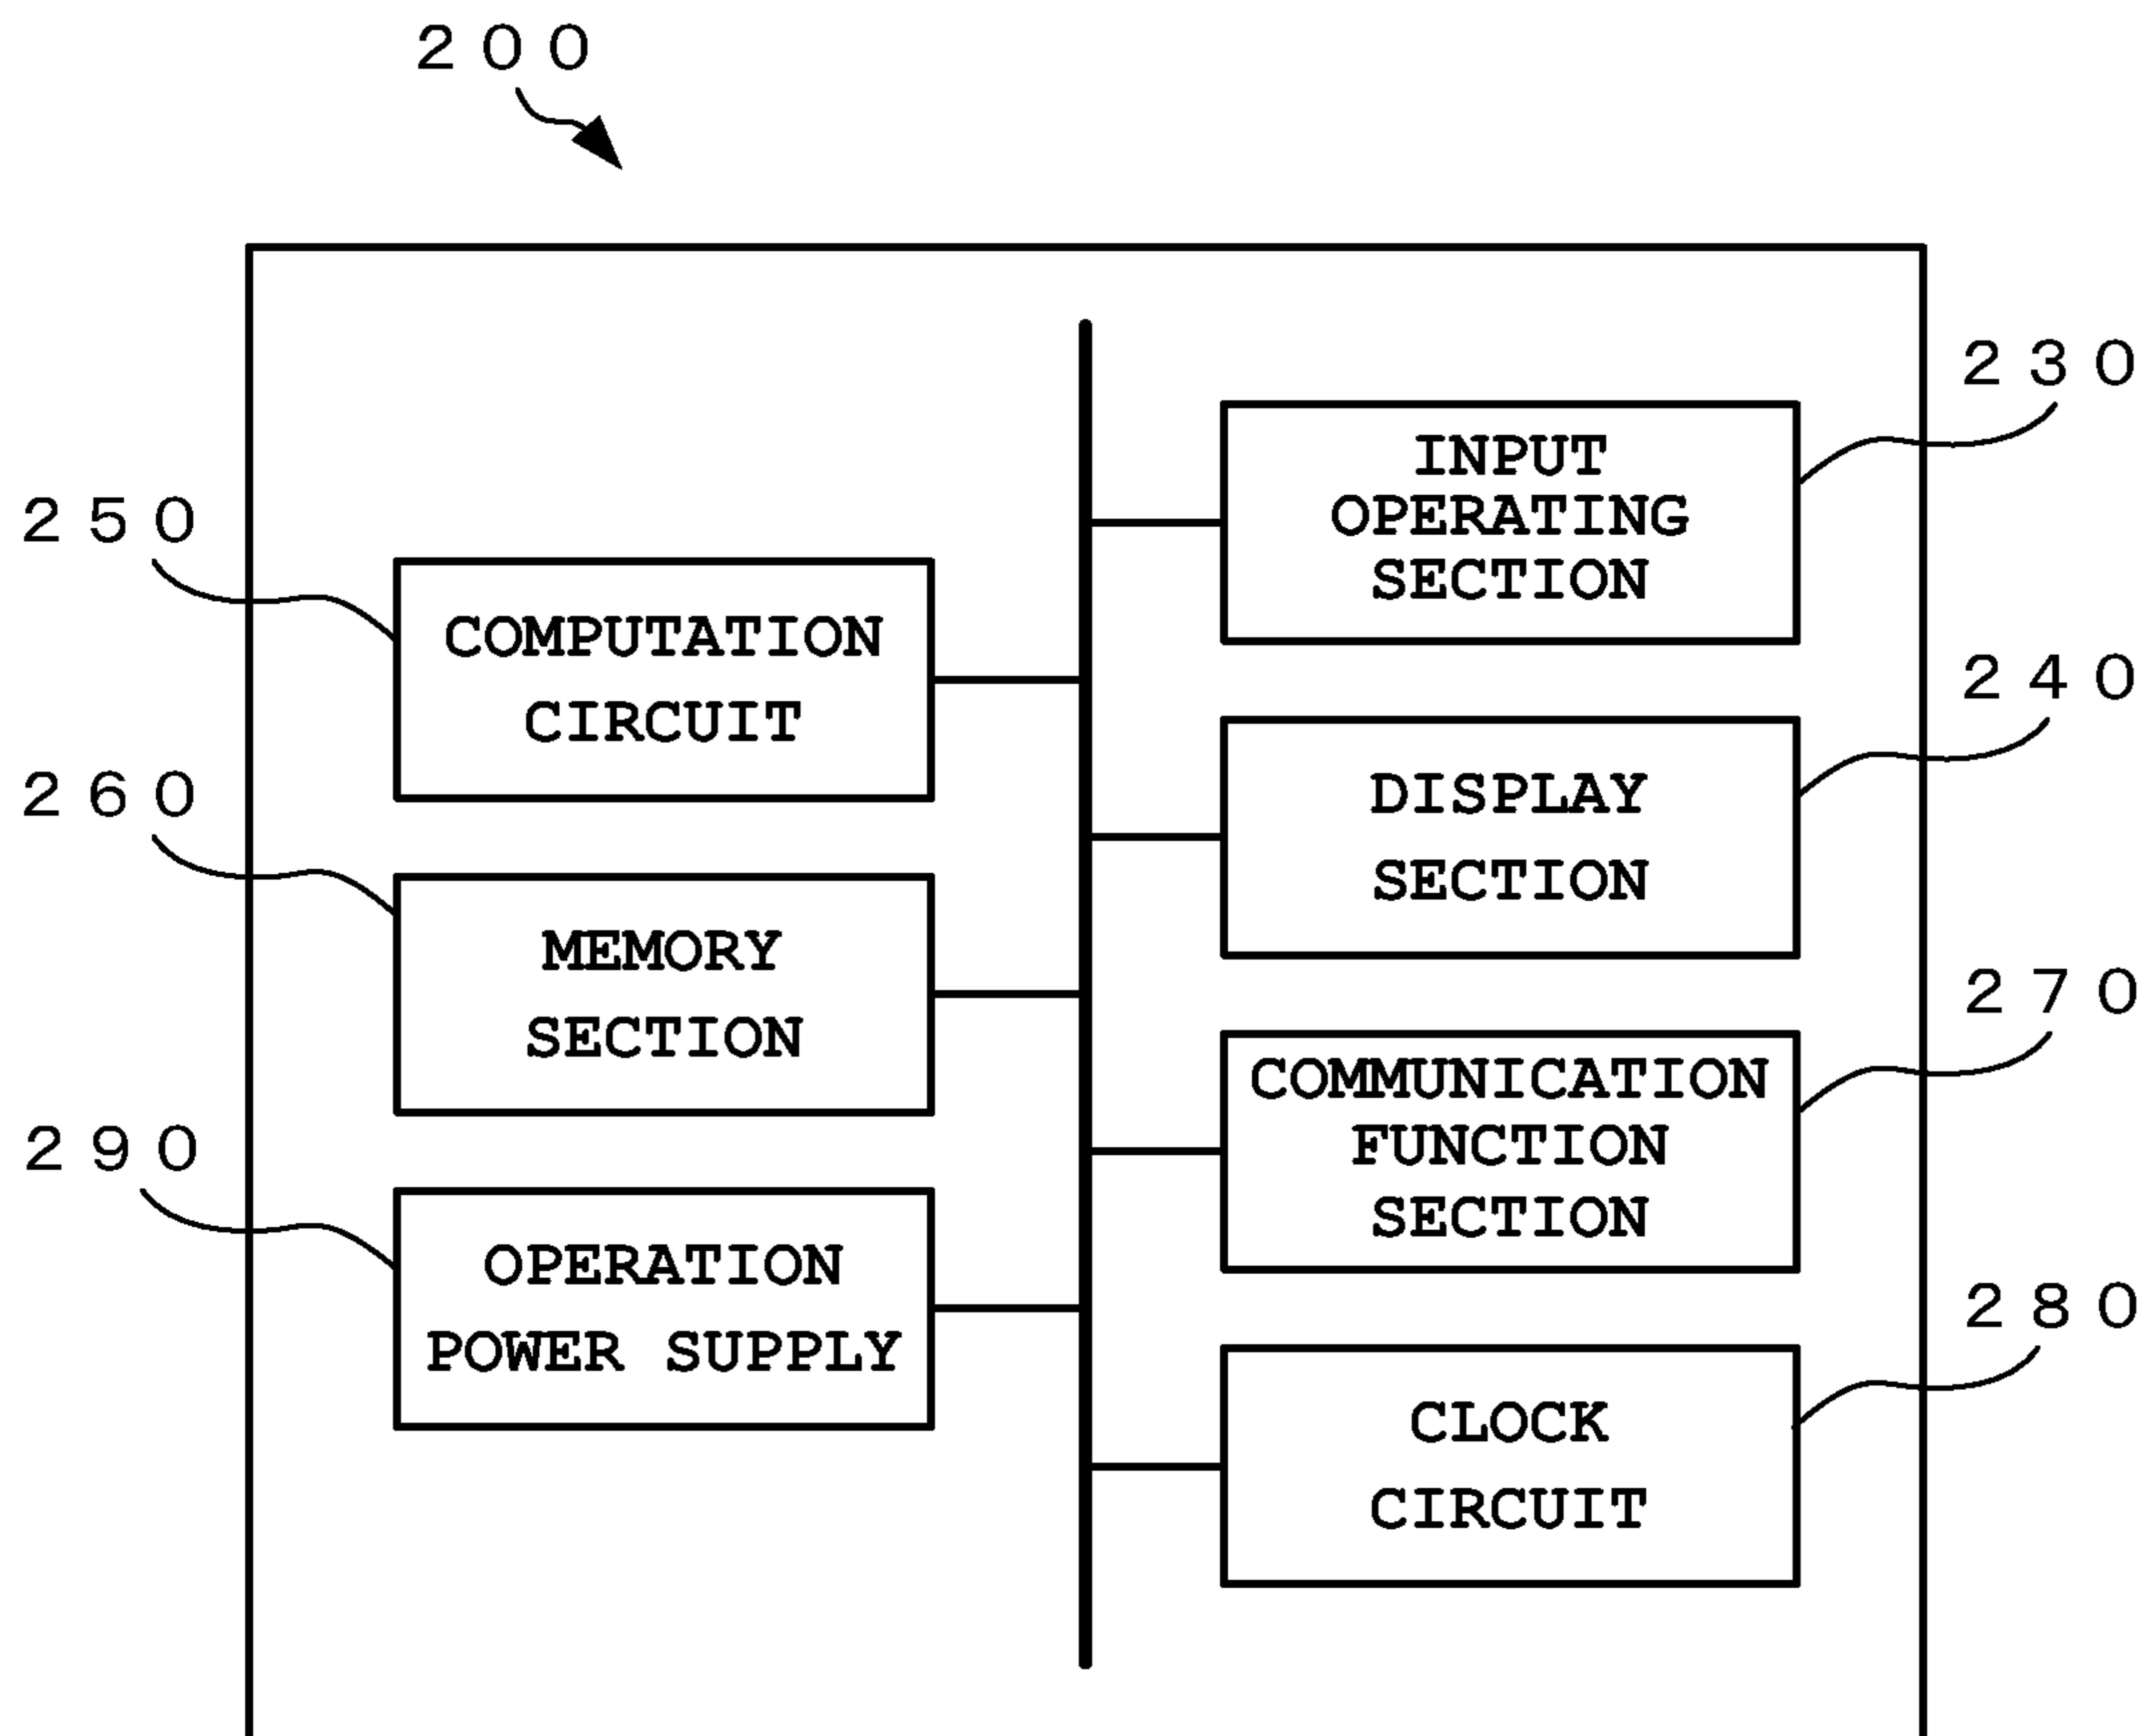 200
230
INPUT
OPERATING
SECTION
250
COMPUTATION
CIRCUIT
240
DISPLAY
SECTION
260
MEMORY
SECTION
270
COMMUNICATION
FUNCTION
SECTION
290
OPERATION
POWER SUPPLY
280
CLOCK
CIRCUIT